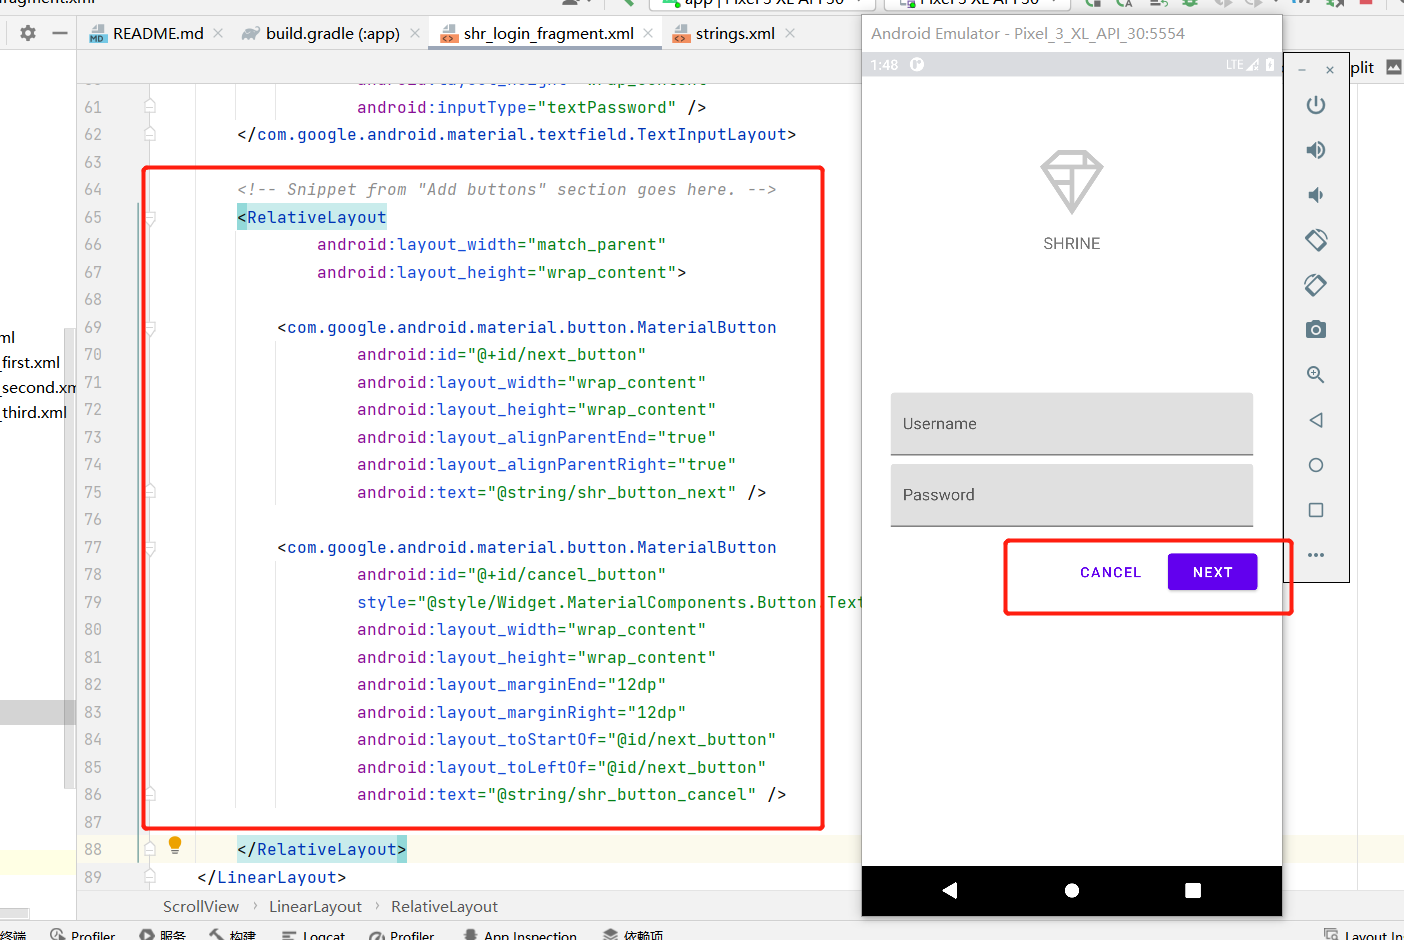 README.md
build.gradle (:app)
shr_login_fragment.xml
strings.xml
Android Emulator - Pixel_3_XL_API_30:5554
plit
1:48
LTE
ml
_first.xml
_second.xm
_third.xml
61 android:inputType="textPassword" />
62 </com.google.android.material.textfield.TextInputLayout>
63
64 <!-- Snippet from "Add buttons" section goes here. -->
65 <RelativeLayout
66 android:layout_width="match_parent"
67 android:layout_height="wrap_content">
68
69 <com.google.android.material.button.MaterialButton
70 android:id="@+id/next_button"
71 android:layout_width="wrap_content"
72 android:layout_height="wrap_content"
73 android:layout_alignParentEnd="true"
74 android:layout_alignParentRight="true"
75 android:text="@string/shr_button_next" />
76
77 <com.google.android.material.button.MaterialButton
78 android:id="@+id/cancel_button"
79 style="@style/Widget.MaterialComponents.Button.Text
80 android:layout_width="wrap_content"
81 android:layout_height="wrap_content"
82 android:layout_marginEnd="12dp"
83 android:layout_marginRight="12dp"
84 android:layout_toStartOf="@id/next_button"
85 android:layout_toLeftOf="@id/next_button"
86 android:text="@string/shr_button_cancel" />
87
88 </RelativeLayout>
89 </LinearLayout>
SHRINE
Username
Password
CANCEL
NEXT
ScrollView › LinearLayout › RelativeLayout
终端
Profiler
服务
构建
Logcat
Profiler
App Inspection
依赖项
Layout Ins